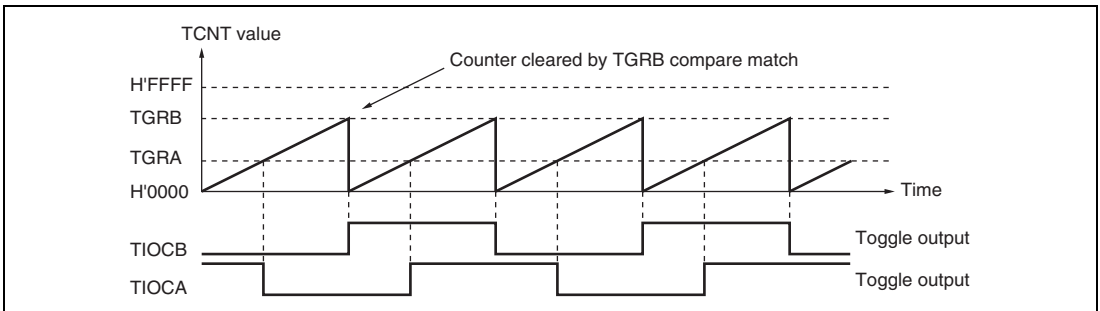 TCNT value
Counter cleared by TGRB compare match
H'FFFF
TGRB
TGRA
H'0000
Time
TIOCB
Toggle output
TIOCA
Toggle output